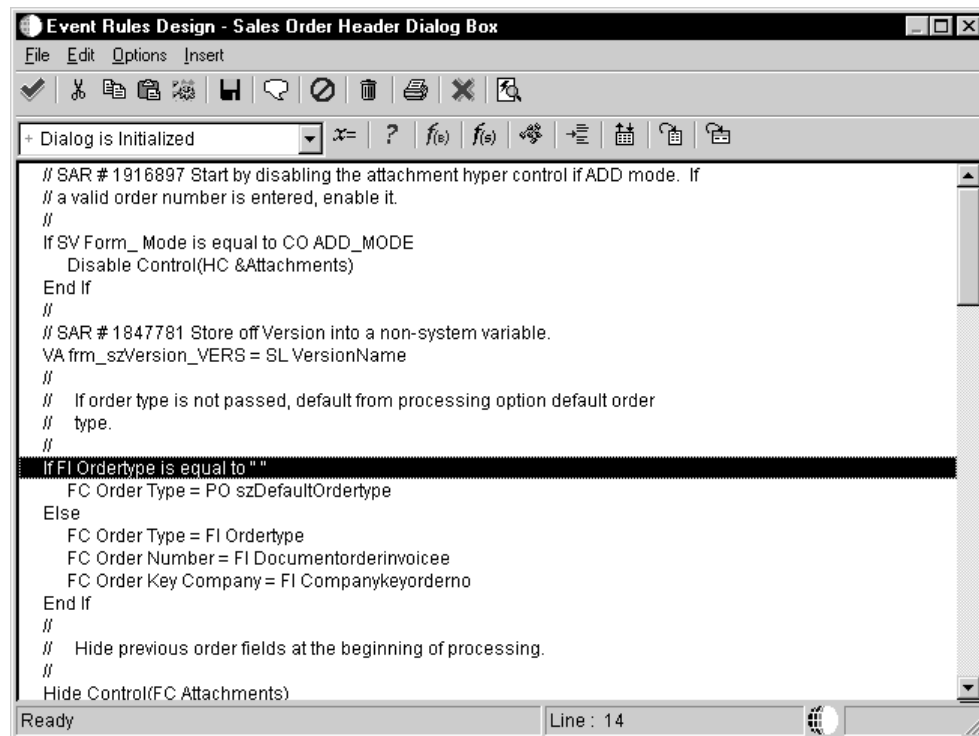 Event Rules Design - Sales Order Header Dialog Box
File Edit Options Insert
+ Dialog is Initialized x= ? f(B) f(S)
// SAR # 1916897 Start by disabling the attachment hyper control if ADD mode. If
// a valid order number is entered, enable it.
//
If SV Form_ Mode is equal to CO ADD_MODE
Disable Control(HC &Attachments)
End If
//
// SAR # 1847781 Store off Version into a non-system variable.
VA frm_szVersion_VERS = SL VersionName
//
// If order type is not passed, default from processing option default order
// type.
//
If FI Ordertype is equal to " "
FC Order Type = PO szDefaultOrdertype
Else
FC Order Type = FI Ordertype
FC Order Number = FI Documentorderinvoicee
FC Order Key Company = FI Companykeyorderno
End If
//
// Hide previous order fields at the beginning of processing.
//
Hide Control(FC Attachments)
Ready Line : 14